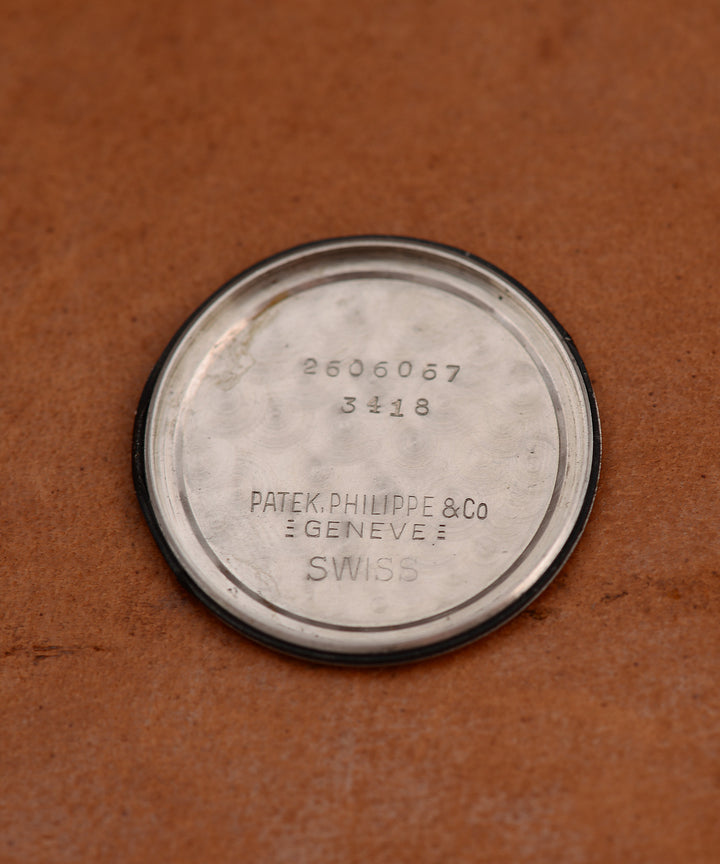 2606067
3418
PATEK, PHILIPPE & Co
GENEVE
SWISS